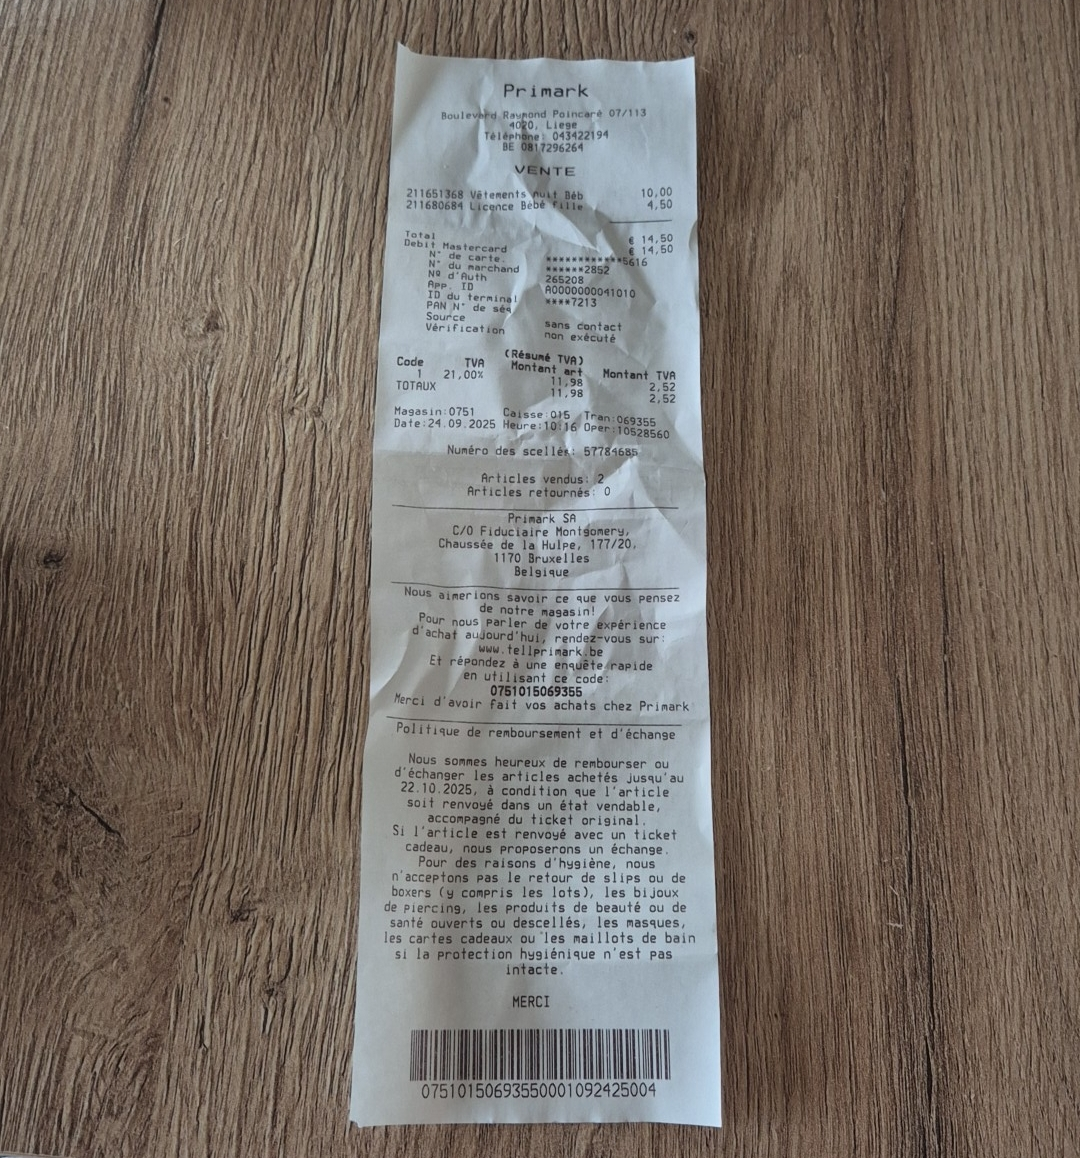 Primark
Boulevard Raymond Poincaré 07/113
4020, Liege
Téléphone: 043422194
BE 0817296264
VENTE
211651368 Vêtements nuit Béb 10,00
211680684 Licence Bébé fille 4,50
Total € 14,50
Debit Mastercard € 14,50
N° de carte. ************5616
N° du marchand ******2852
Nº d'Auth 265208
App. ID A0000000041010
ID du terminal ****7213
PAN N° de séq
Source sans contact
Vérification non exécuté
(Résumé TVA)
Code TVA Montant art Montant TVA
1 21,00% 11,98 2,52
TOTAUX 11,98 2,52
Magasin:0751 Caisse:015 Tran:069355
Date:24.09.2025 Heure:10:16 Oper:10528560
Numéro des scellés: 57784685
Articles vendus: 2
Articles retournés: 0
Primark SA
C/O Fiduciaire Montgomery,
Chaussée de la Hulpe, 177/20,
1170 Bruxelles
Belgique
Nous aimerions savoir ce que vous pensez
de notre magasin!
Pour nous parler de votre expérience
d'achat aujourd'hui, rendez-vous sur:
www.tellprimark.be
Et répondez à une enquête rapide
en utilisant ce code:
0751015069355
Merci d'avoir fait vos achats chez Primark
Politique de remboursement et d'échange
Nous sommes heureux de rembourser ou
d'échanger les articles achetés jusqu'au
22.10.2025, à condition que l'article
soit renvoyé dans un état vendable,
accompagné du ticket original.
Si l'article est renvoyé avec un ticket
cadeau, nous proposerons un échange.
Pour des raisons d'hygiène, nous
n'acceptons pas le retour de slips ou de
boxers (y compris les lots), les bijoux
de piercing, les produits de beauté ou de
santé ouverts ou descellés, les masques,
les cartes cadeaux ou les maillots de bain
si la protection hygiénique n'est pas
intacte.
MERCI
07510150693550001092425004